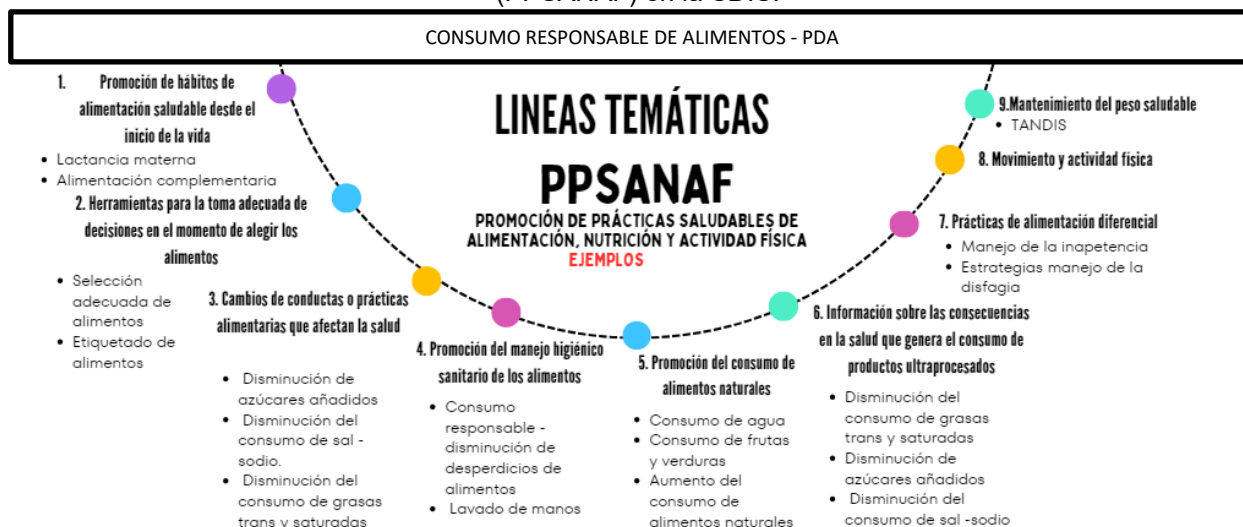 CONSUMO RESPONSABLE DE ALIMENTOS - PDA
LINEAS TEMÁTICAS
PPSANAF
PROMOCIÓN DE PRÁCTICAS SALUDABLES DE
ALIMENTACIÓN, NUTRICIÓN Y ACTIVIDAD FÍSICA
EJEMPLOS
1. Promoción de hábitos de
alimentación saludable desde el
inicio de la vida
• Lactancia materna
• Alimentación complementaria
2. Herramientas para la toma adecuada de
decisiones en el momento de alegir los
alimentos
• Selección
adecuada de
alimentos
• Etiquetado de
alimentos
3. Cambios de conductas o prácticas
alimentarias que afectan la salud
• Disminución de
azúcares añadidos
• Disminución del
consumo de sal -
sodio.
• Disminución del
consumo de grasas
trans y saturadas
4. Promoción del manejo higiénico
sanitario de los alimentos
• Consumo
responsable -
disminución de
desperdicios de
alimentos
• Lavado de manos
5. Promoción del consumo de
alimentos naturales
• Consumo de agua
• Consumo de frutas
y verduras
• Aumento del
consumo de
alimentos naturales
6. Información sobre las consecuencias
en la salud que genera el consumo de
productos ultraprocesados
• Disminución del
consumo de grasas
trans y saturadas
• Disminución de
azúcares añadidos
• Disminución del
consumo de sal -sodio
7. Prácticas de alimentación diferencial
• Manejo de la inapetencia
• Estrategias manejo de la
disfagia
8. Movimiento y actividad física
9.Mantenimiento del peso saludable
• TANDIS